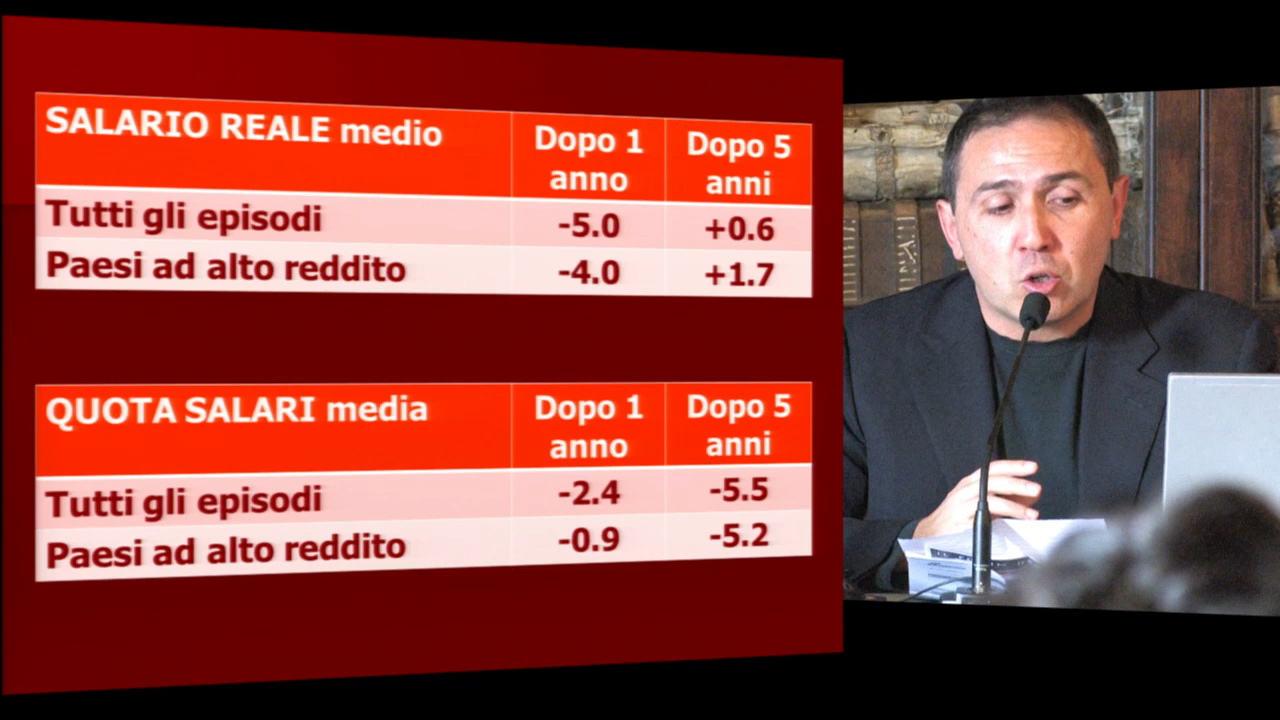 SALARIO REALE medio Dopo 1 anno Dopo 5 anni
Tutti gli episodi -5.0 +0.6
Paesi ad alto reddito -4.0 +1.7
QUOTA SALARI media Dopo 1 anno Dopo 5 anni
Tutti gli episodi -2.4 -5.5
Paesi ad alto reddito -0.9 -5.2